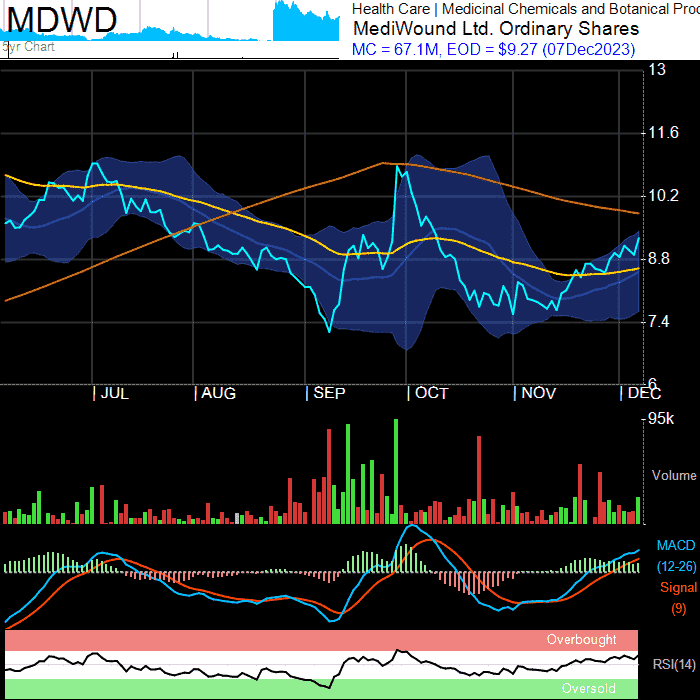 MDWD
5yr Chart
Health Care | Medicinal Chemicals and Botanical Proc
MediWound Ltd. Ordinary Shares
MC = 67.1M, EOD = $9.27 (07Dec2023)
13
11.6
10.2
8.8
7.4
6
| JUL | AUG | SEP | OCT | NOV | DEC
95k
Volume
MACD
(12-26)
Signal
(9)
Overbought
RSI(14)
Oversold